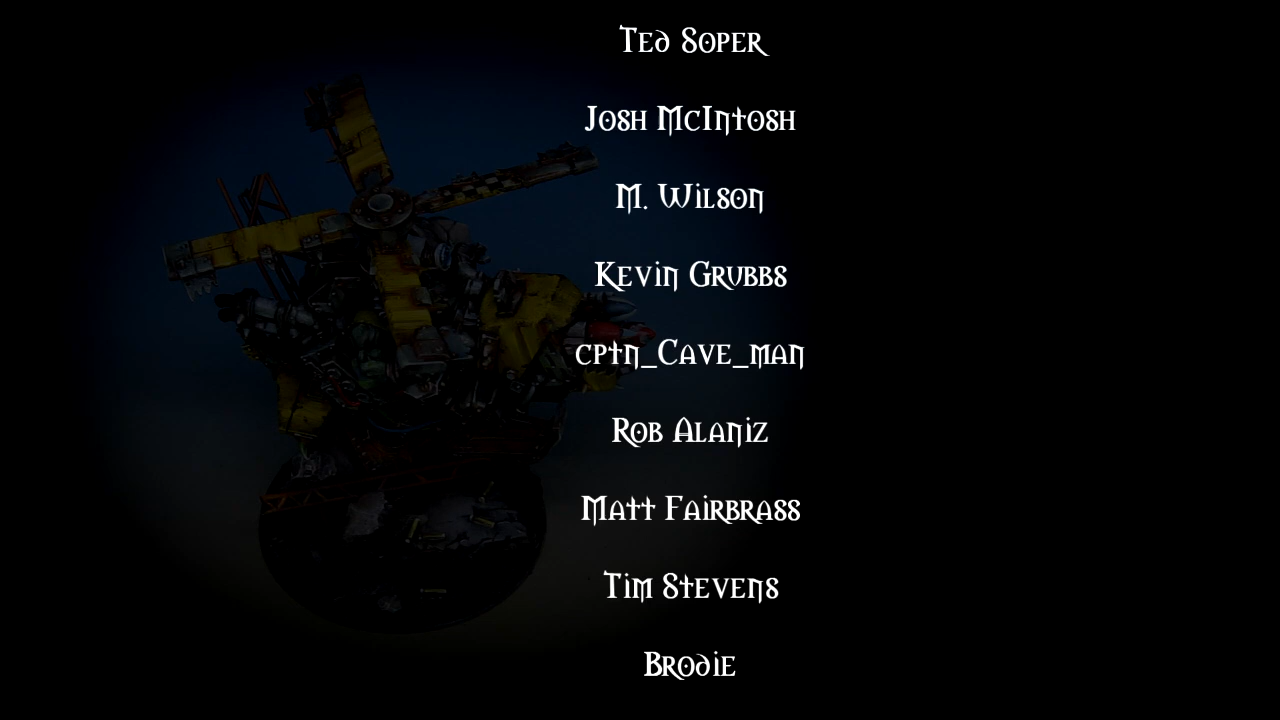 Ted Soper
Josh McIntosh
M. Wilson
Kevin Grubbs
cptn_Cave_man
Rob Alaniz
Matt Fairbrass
Tim Stevens
Brodie